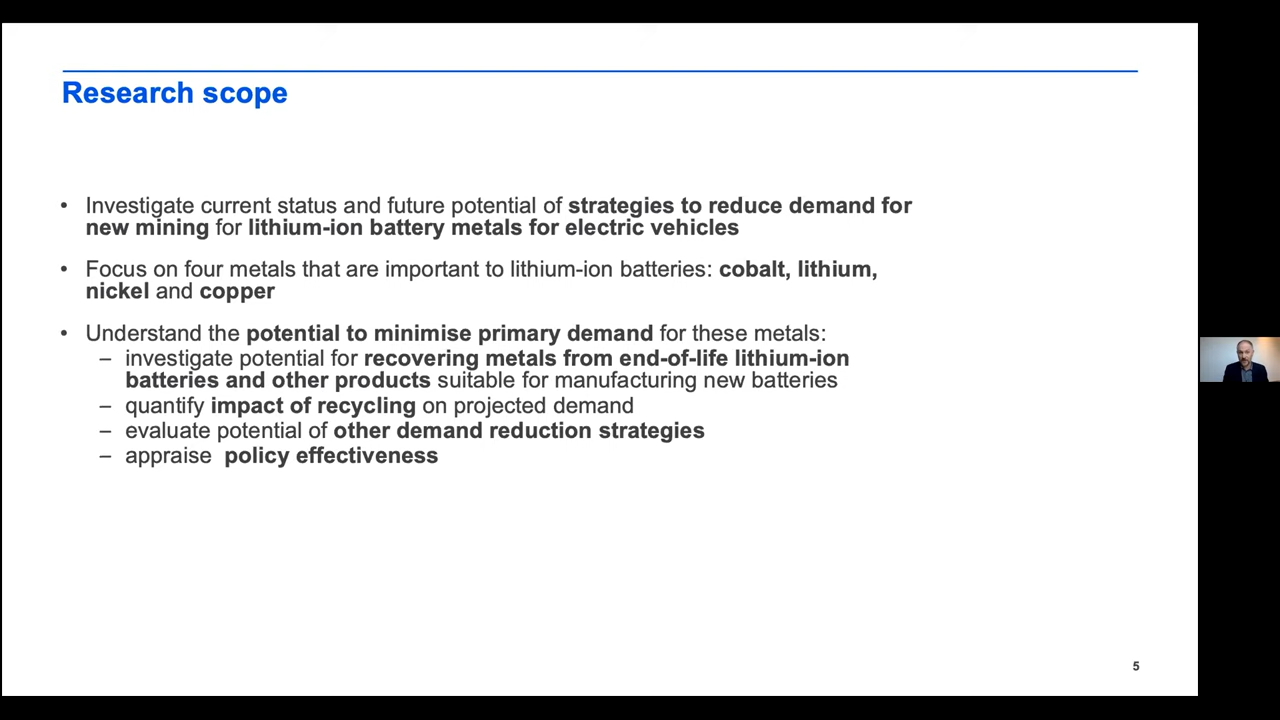 Research scope
• Investigate current status and future potential of strategies to reduce demand for
new mining for lithium-ion battery metals for electric vehicles
• Focus on four metals that are important to lithium-ion batteries: cobalt, lithium,
nickel and copper
• Understand the potential to minimise primary demand for these metals:
– investigate potential for recovering metals from end-of-life lithium-ion
batteries and other products suitable for manufacturing new batteries
– quantify impact of recycling on projected demand
– evaluate potential of other demand reduction strategies
– appraise policy effectiveness
5